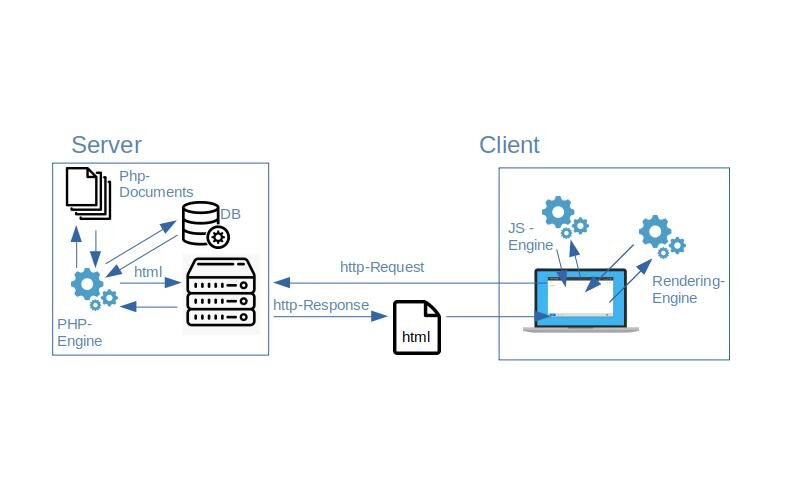 Server
Client
Php-
Documents
DB
html
PHP-
Engine
http-Request
http-Response
html
JS -
Engine
Rendering-
Engine